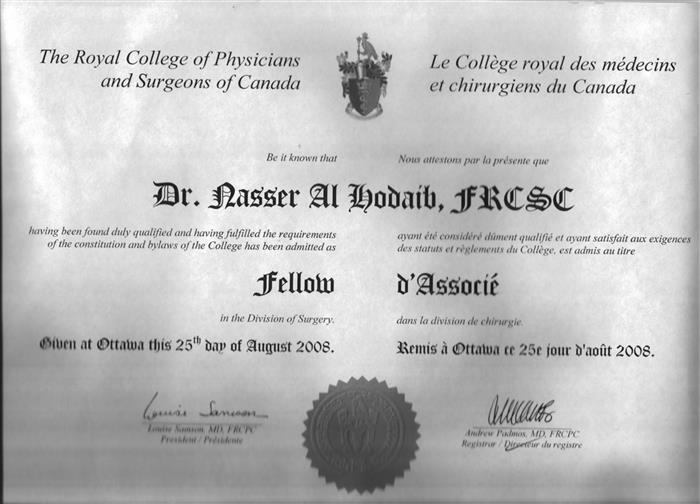 The Royal College of Physicians
and Surgeons of Canada
Le Collège royal des médecins
et chirurgiens du Canada
Be it known that
Nous attestons par la présente que
Dr. Nasser Al Hodaib, FRCSC
having been found duly qualified and having fulfilled the requirements
of the constitution and bylaws of the College has been admitted as
ayant été considéré dûment qualifié et ayant satisfait aux exigences
des statuts et règlements du Collège, est admis au titre
Fellow
d'Associé
in the Division of Surgery.
dans la division de chirurgie.
Given at Ottawa this 25th day of August 2008.
Remis à Ottawa ce 25e jour d'août 2008.
Louise Samson
Louise Samson, MD, FRCPC
President / Présidente
Andrew Padmos, MD, FRCPC
Registrar / Directeur du registre